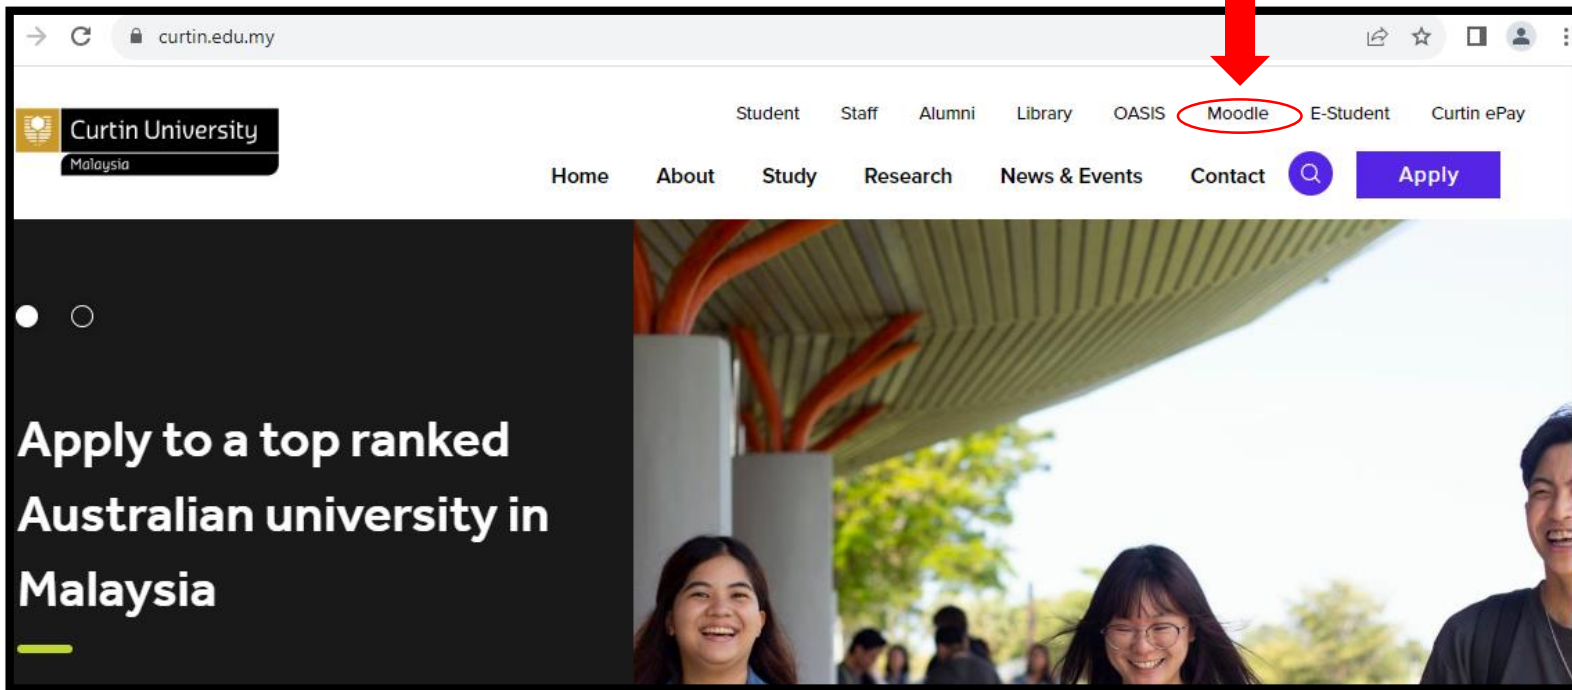 curtin.edu.my
Curtin University
Malaysia
Student Staff Alumni Library OASIS Moodle E-Student Curtin ePay
Home About Study Research News & Events Contact Apply
Apply to a top ranked
Australian university in
Malaysia